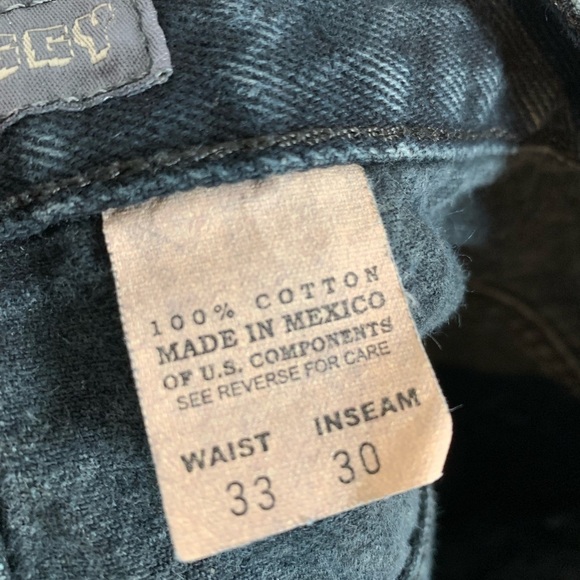 100% COTTON
MADE IN MEXICO
OF U.S. COMPONENTS
SEE REVERSE FOR CARE
WAIST INSEAM
33 30